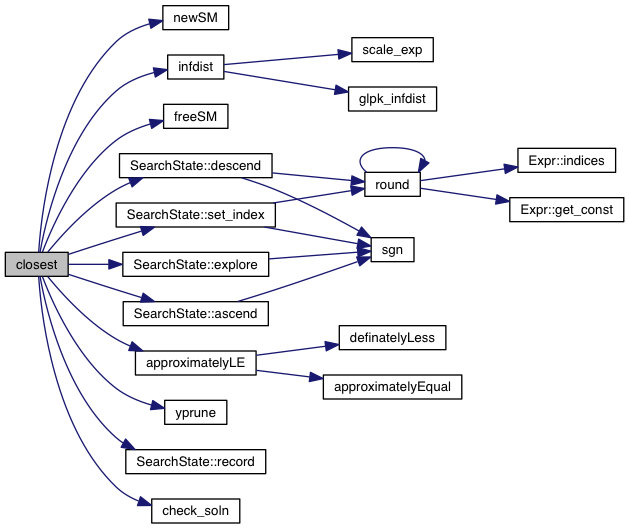 newSM
infdist
scale_exp
glpk_infdist
freeSM
SearchState::descend
SearchState::set_index
round
Expr::indices
Expr::get_const
sgn
closest
SearchState::explore
SearchState::ascend
approximatelyLE
definatelyLess
approximatelyEqual
yprune
SearchState::record
check_soln